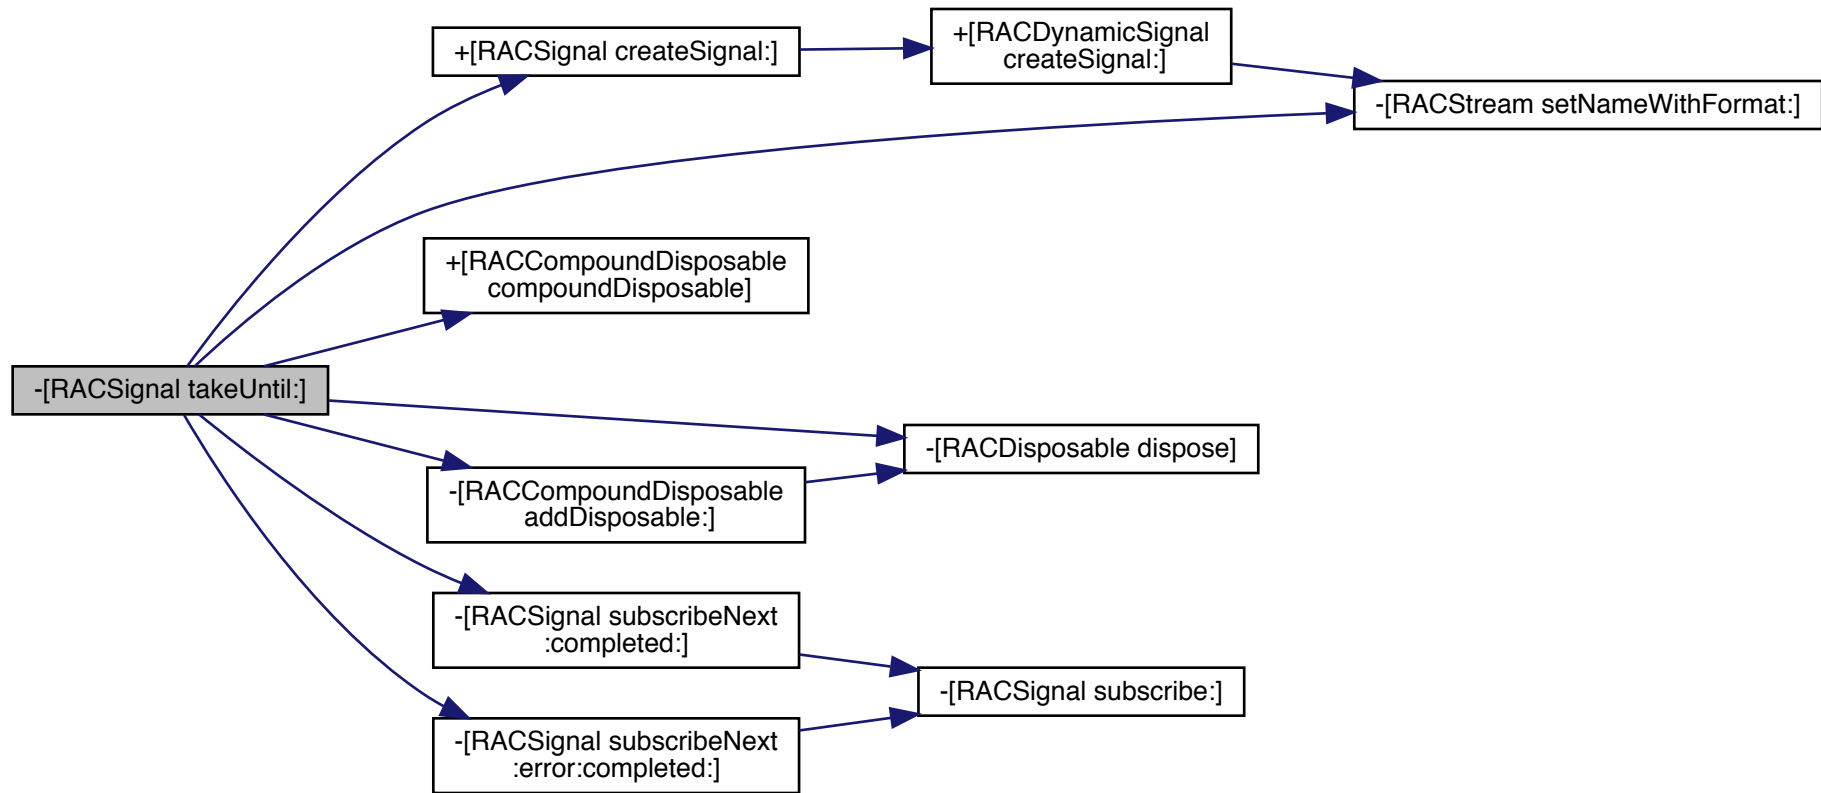 +[RACSignal createSignal:]
+[RACDynamicSignal
createSignal:]
-[RACStream setNameWithFormat:]
+[RACCompoundDisposable
compoundDisposable]
-[RACSignal takeUntil:]
-[RACDisposable dispose]
-[RACCompoundDisposable
addDisposable:]
-[RACSignal subscribeNext
:completed:]
-[RACSignal subscribe:]
-[RACSignal subscribeNext
:error:completed:]